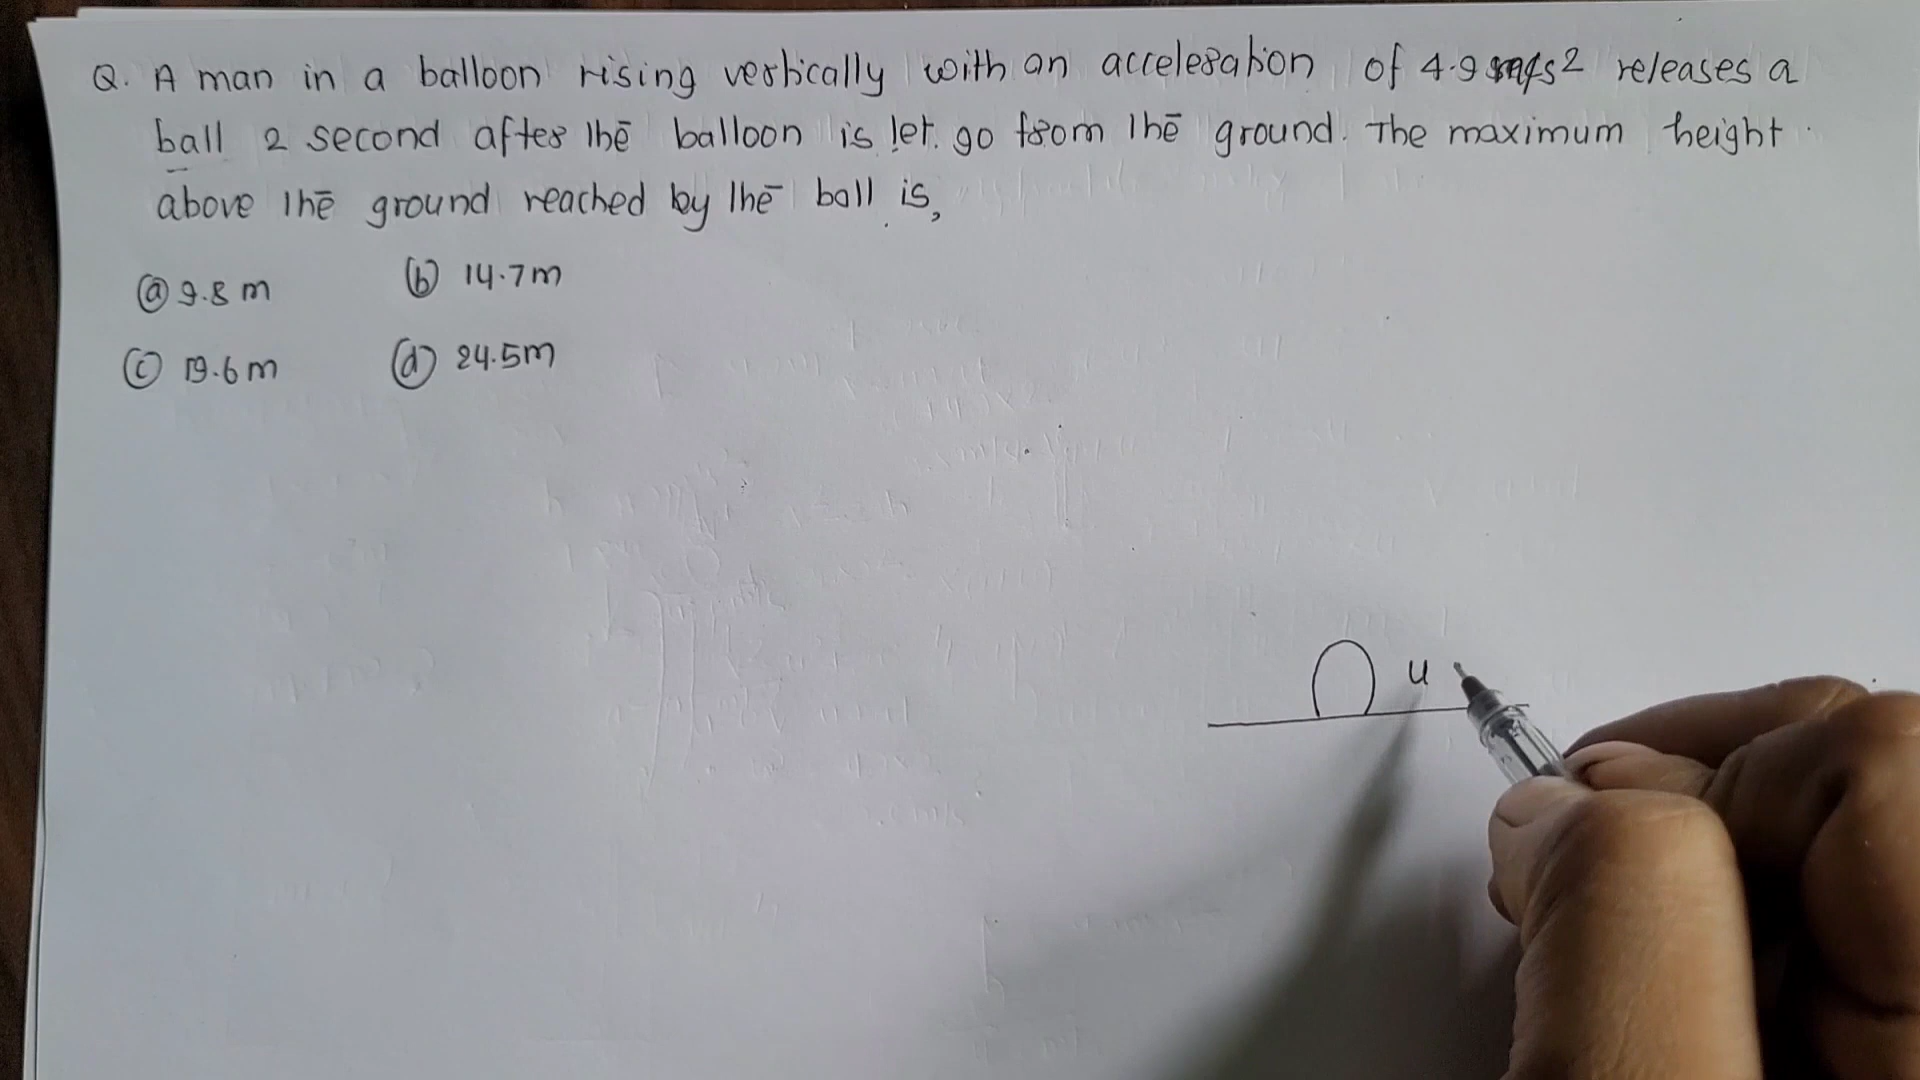 Q. A man in a balloon rising vertically with an acceleration of 4.9 m/s2 releases a
ball 2 second after the balloon is let go from the ground. The maximum height
above the ground reached by the ball is,
(a) 9.8 m (b) 14.7m
(c) 19.6m (d) 24.5m
u